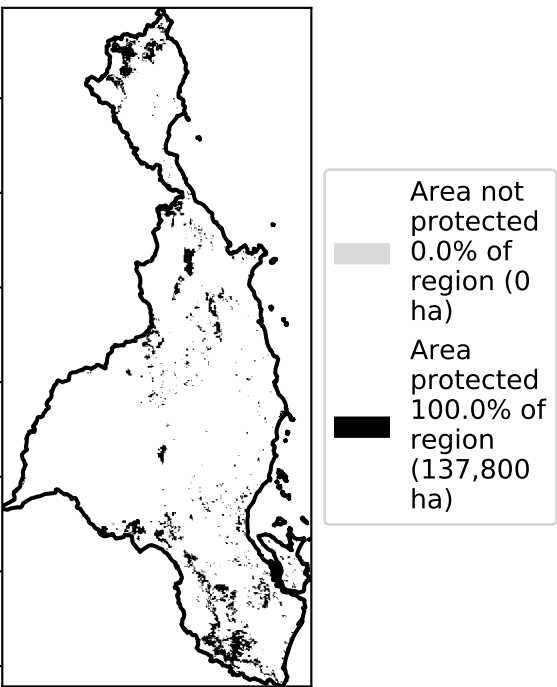 Area not
protected
0.0% of
region (0
ha)
Area
protected
100.0% of
region
(137,800
ha)